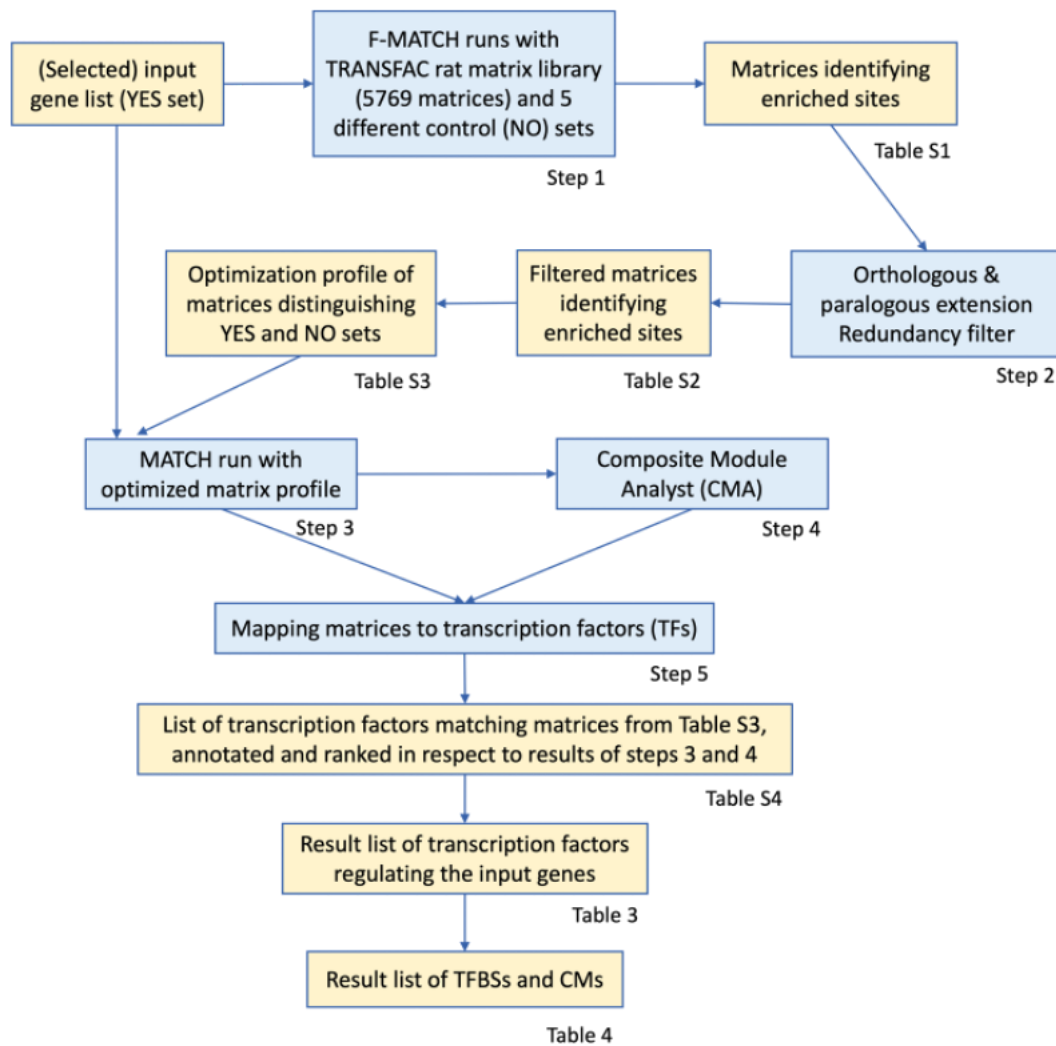 (Selected) input
gene list (YES set)
F-MATCH runs with
TRANSFAC rat matrix library
(5769 matrices) and 5
different control (NO) sets
Step 1
Matrices identifying
enriched sites
Table S1
Optimization profile of
matrices distinguishing
YES and NO sets
Table S3
Filtered matrices
identifying
enriched sites
Table S2
Orthologous &
paralogous extension
Redundancy filter
Step 2
MATCH run with
optimized matrix profile
Step 3
Composite Module
Analyst (CMA)
Step 4
Mapping matrices to transcription factors (TFs)
Step 5
List of transcription factors matching matrices from Table S3,
annotated and ranked in respect to results of steps 3 and 4
Table S4
Result list of transcription factors
regulating the input genes
Table 3
Result list of TFBSs and CMs
Table 4